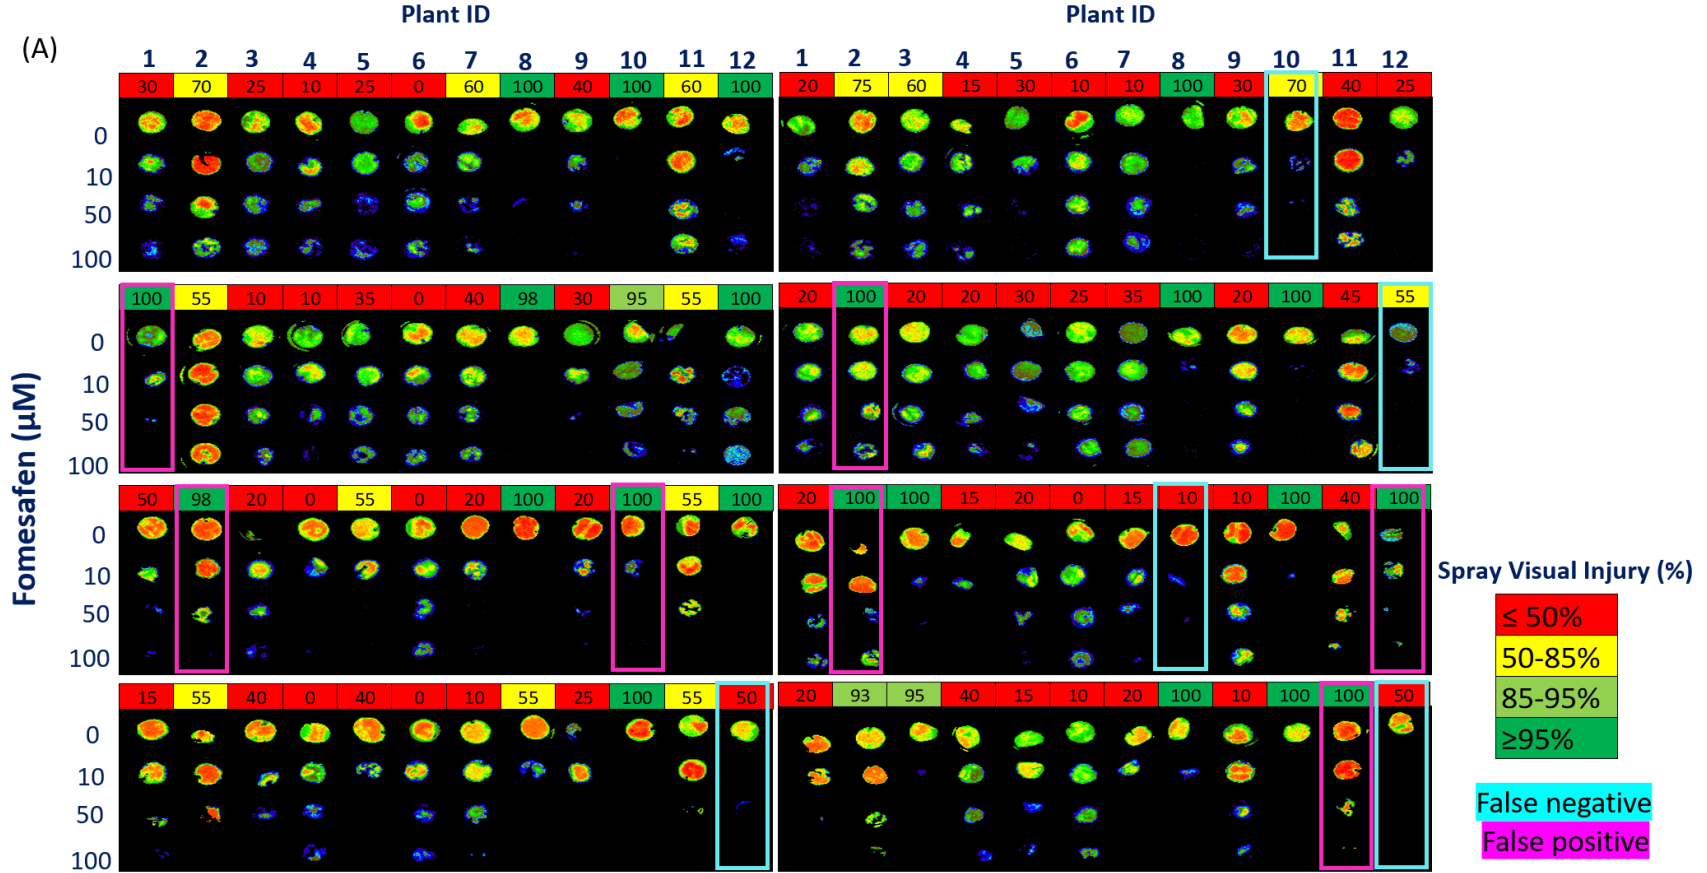 Plant ID Plant ID
(A)
1 2 3 4 5 6 7 8 9 10 11 12 1 2 3 4 5 6 7 8 9 10 11 12
30 70 25 10 25 0 60 100 40 100 60 100 20 75 60 15 30 10 10 100 30 70 40 25
0
10
50
100
100 55 10 10 35 0 40 98 30 95 55 100 20 100 20 20 30 25 35 100 20 100 45 55
0
10
50
100
50 98 20 0 55 0 20 100 20 100 55 100 20 100 100 15 20 0 15 10 10 100 40 100
0
10
50
100
15 55 40 0 40 0 10 55 25 100 55 50 20 93 95 40 15 10 20 100 10 100 100 50
0
10
50
100
Fomesafen (µM)
Spray Visual Injury (%)
≤ 50%
50-85%
85-95%
≥95%
False negative
False positive